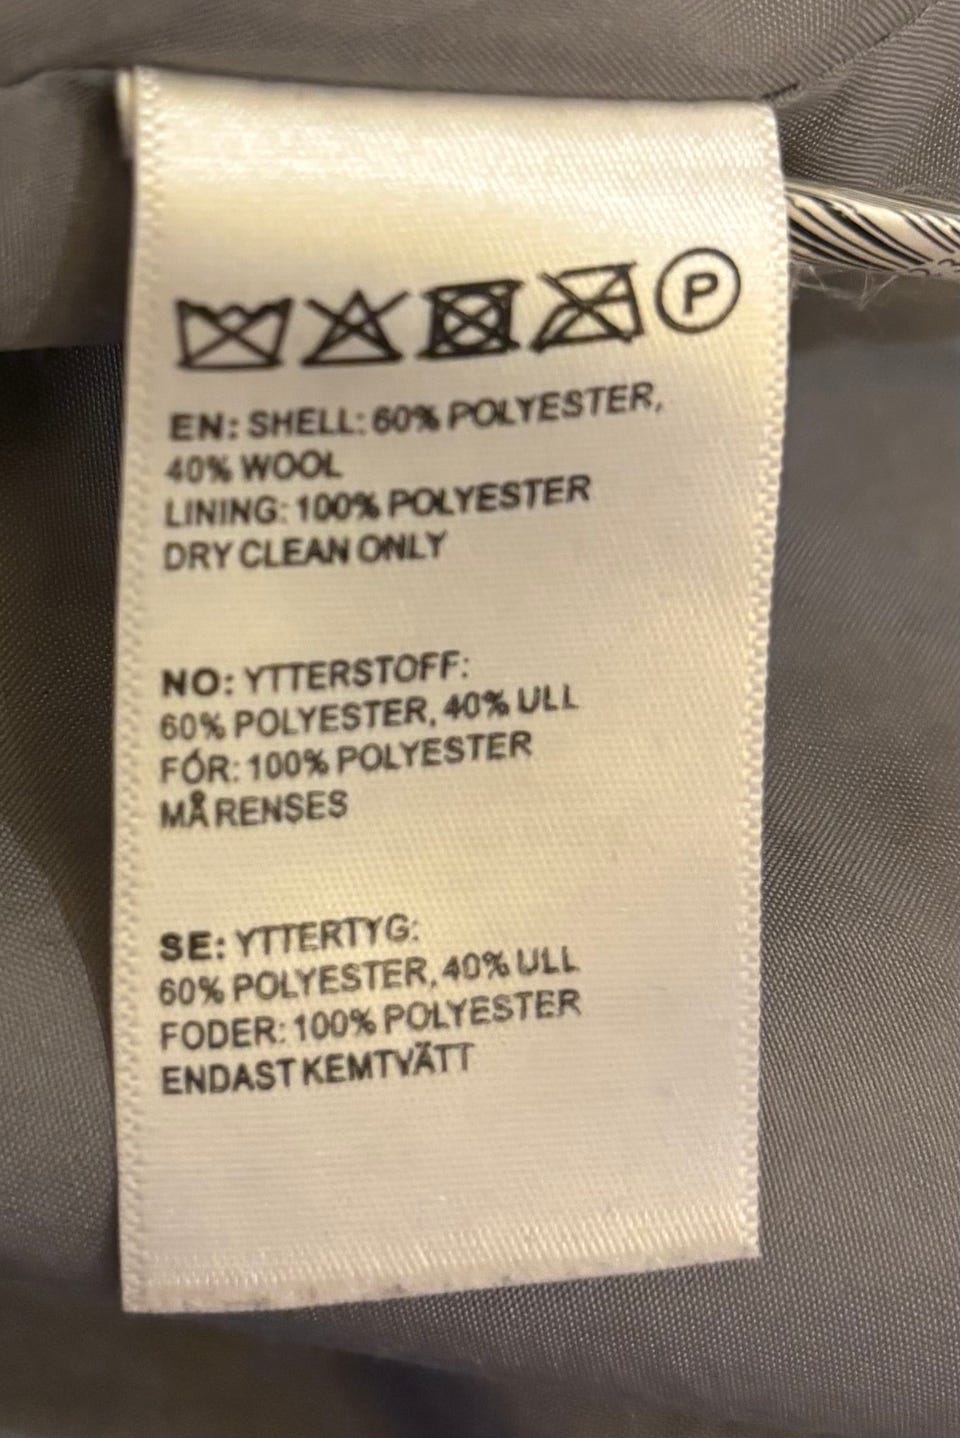 P
EN: SHELL: 60% POLYESTER,
40% WOOL
LINING: 100% POLYESTER
DRY CLEAN ONLY
NO: YTTERSTOFF:
60% POLYESTER, 40% ULL
FÓR: 100% POLYESTER
MÅ RENSES
SE: YTTERTYG:
60% POLYESTER, 40% ULL
FODER: 100% POLYESTER
ENDAST KEMTVÄTT